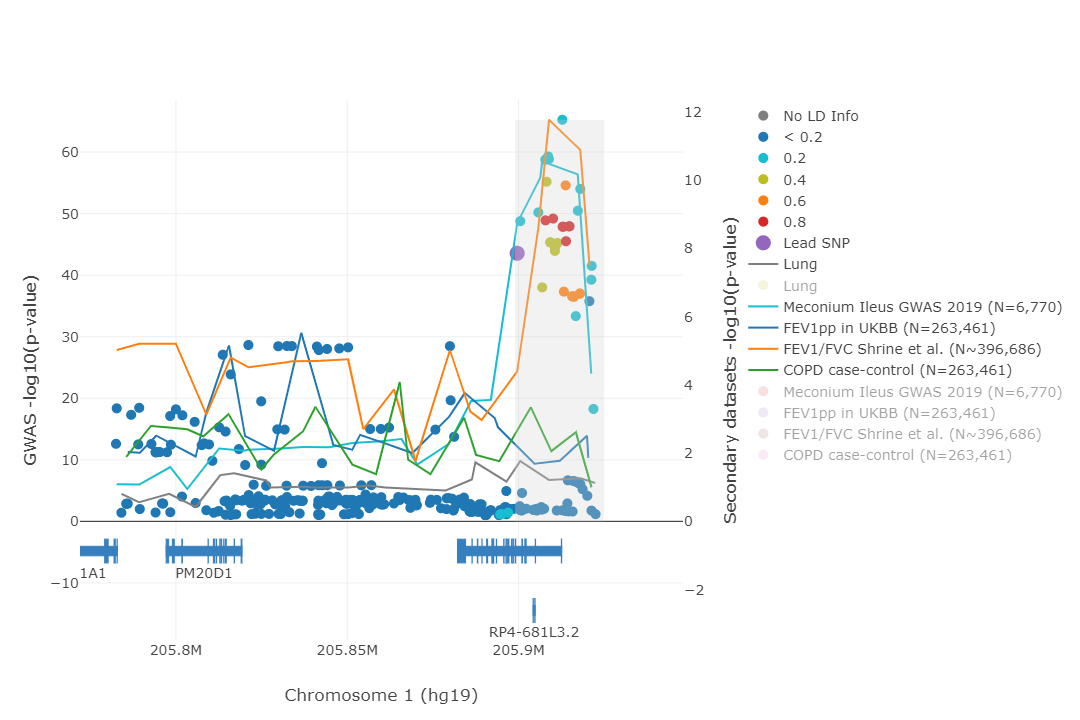 12
60
10
50
8
40
6
30
4
20
2
10
0
0
−10
−2
GWAS -log10(p-value)
Secondary datasets -log10(p-value)
1A1
PM20D1
RP4-681L3.2
205.8M
205.85M
205.9M
Chromosome 1 (hg19)
No LD Info
< 0.2
0.2
0.4
0.6
0.8
Lead SNP
Lung
Lung
Meconium Ileus GWAS 2019 (N=6,770)
FEV1pp in UKBB (N=263,461)
FEV1/FVC Shrine et al. (N~396,686)
COPD case-control (N=263,461)
Meconium Ileus GWAS 2019 (N=6,770)
FEV1pp in UKBB (N=263,461)
FEV1/FVC Shrine et al. (N~396,686)
COPD case-control (N=263,461)